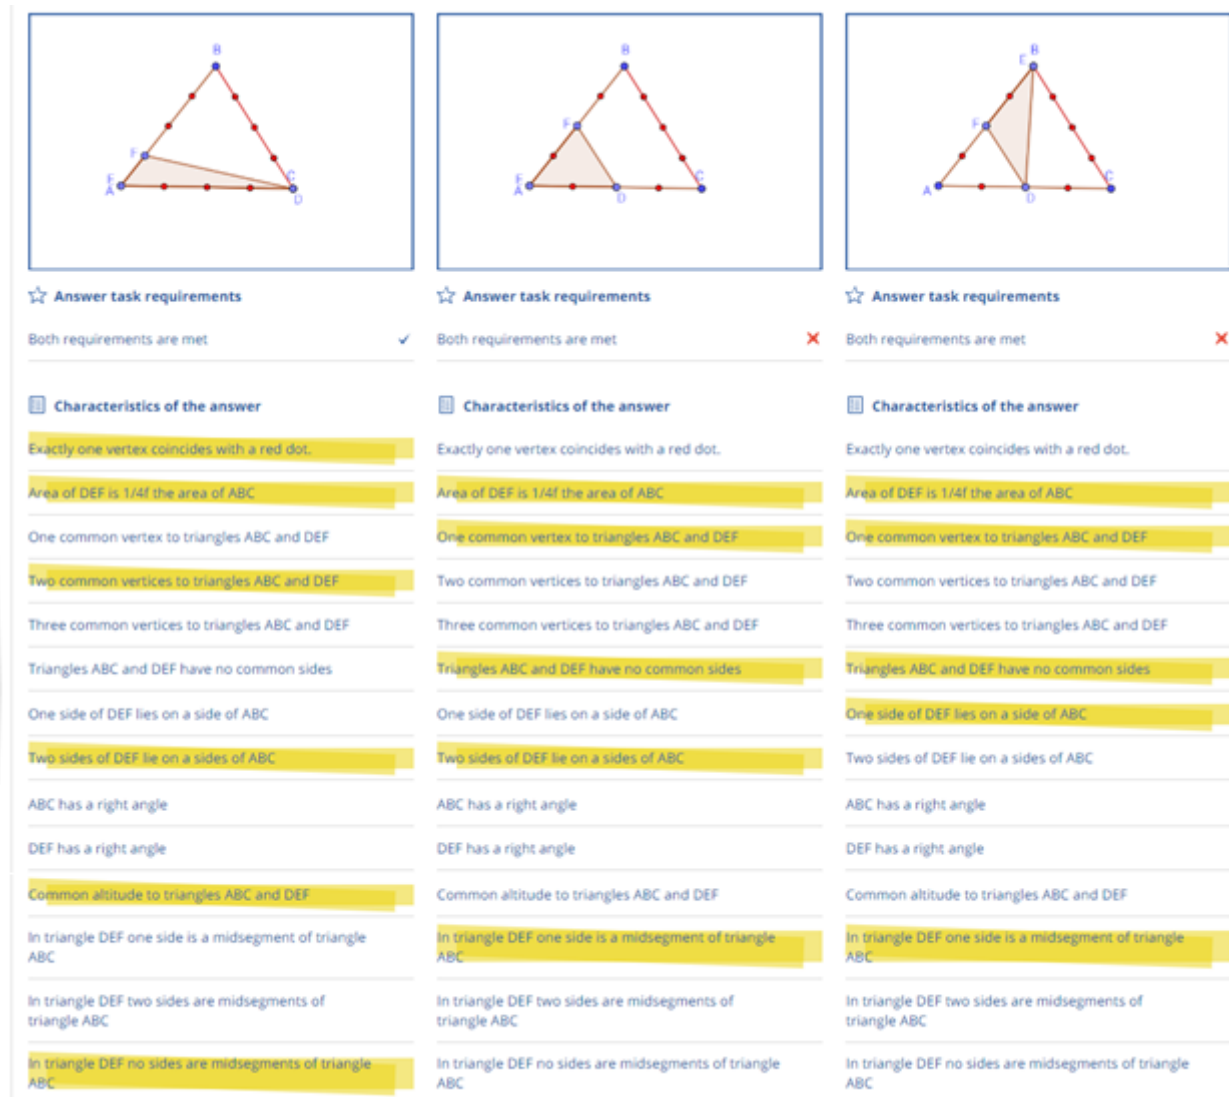 B
F
E
A
C
D
☆ Answer task requirements
Both requirements are met ✓
Characteristics of the answer
Exactly one vertex coincides with a red dot.
Area of DEF is 1/4f the area of ABC
One common vertex to triangles ABC and DEF
Two common vertices to triangles ABC and DEF
Three common vertices to triangles ABC and DEF
Triangles ABC and DEF have no common sides
One side of DEF lies on a side of ABC
Two sides of DEF lie on a sides of ABC
ABC has a right angle
DEF has a right angle
Common altitude to triangles ABC and DEF
In triangle DEF one side is a midsegment of triangle
ABC
In triangle DEF two sides are midsegments of
triangle ABC
In triangle DEF no sides are midsegments of triangle
ABC
B
F
E
A
D
C
☆ Answer task requirements
Both requirements are met ✕
Characteristics of the answer
Exactly one vertex coincides with a red dot.
Area of DEF is 1/4f the area of ABC
One common vertex to triangles ABC and DEF
Two common vertices to triangles ABC and DEF
Three common vertices to triangles ABC and DEF
Triangles ABC and DEF have no common sides
One side of DEF lies on a side of ABC
Two sides of DEF lie on a sides of ABC
ABC has a right angle
DEF has a right angle
Common altitude to triangles ABC and DEF
In triangle DEF one side is a midsegment of triangle
ABC
In triangle DEF two sides are midsegments of
triangle ABC
In triangle DEF no sides are midsegments of triangle
ABC
E B
F
A
D
C
☆ Answer task requirements
Both requirements are met ✕
Characteristics of the answer
Exactly one vertex coincides with a red dot.
Area of DEF is 1/4f the area of ABC
One common vertex to triangles ABC and DEF
Two common vertices to triangles ABC and DEF
Three common vertices to triangles ABC and DEF
Triangles ABC and DEF have no common sides
One side of DEF lies on a side of ABC
Two sides of DEF lie on a sides of ABC
ABC has a right angle
DEF has a right angle
Common altitude to triangles ABC and DEF
In triangle DEF one side is a midsegment of triangle
ABC
In triangle DEF two sides are midsegments of
triangle ABC
In triangle DEF no sides are midsegments of triangle
ABC